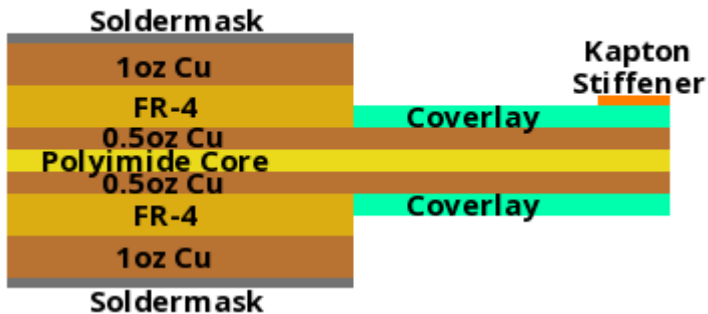 Soldermask
1oz Cu
Kapton
Stiffener
FR-4
Coverlay
0.5oz Cu
Polyimide Core
0.5oz Cu
Coverlay
FR-4
1oz Cu
Soldermask